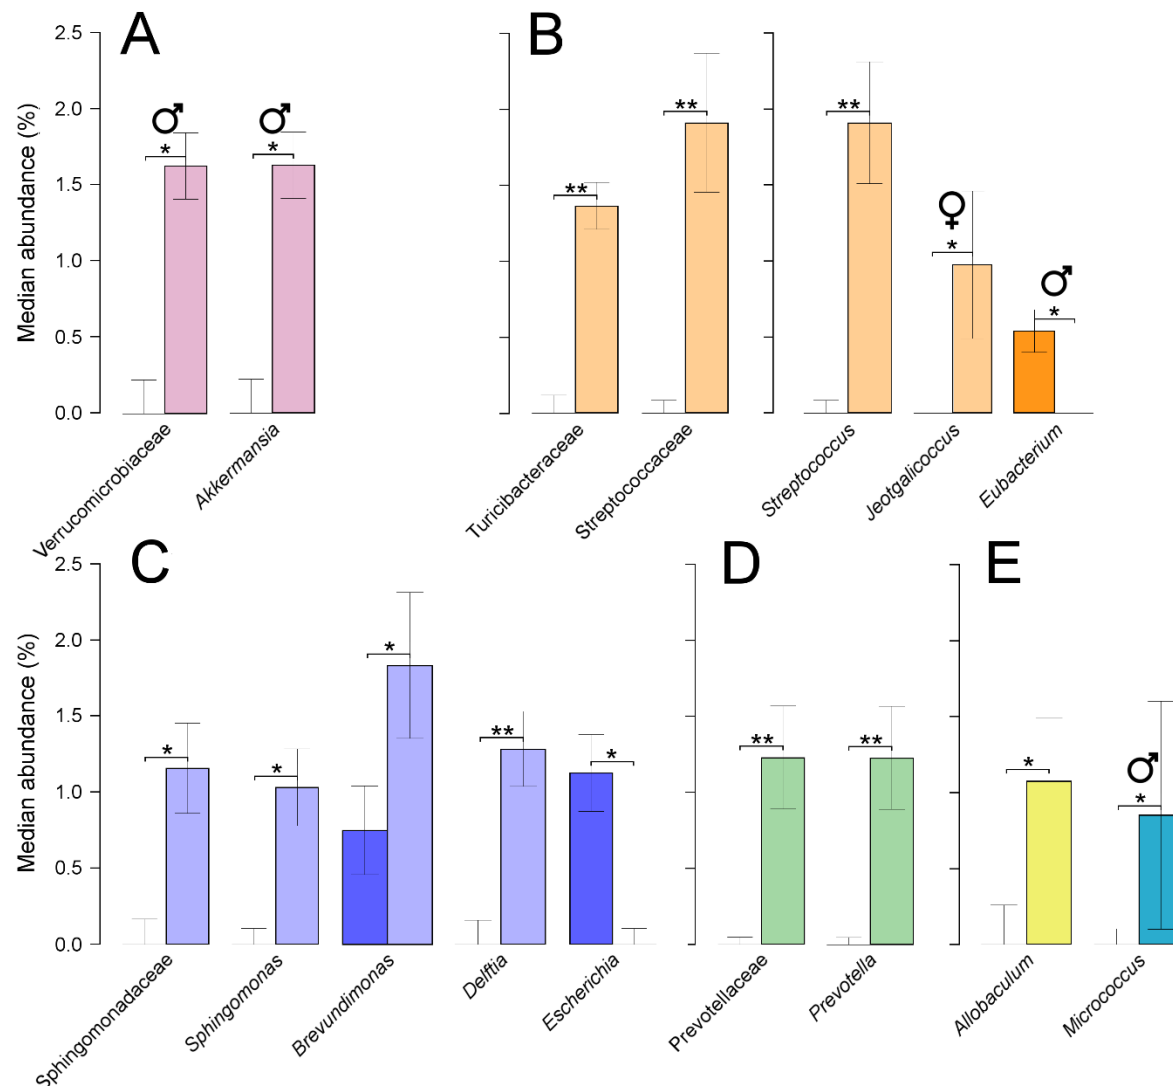 A
B
Median abundance (%)
2.5
2.0
1.5
1.0
0.5
0.0
♂
*
♂
*
**
**
**
♀
*
♂
*
Verrucomicrobiaceae
Akkermansia
Turicibacteraceae
Streptococcaceae
Streptococcus
Jeotgalicoccus
Eubacterium
C
D
E
Median abundance (%)
2.5
2.0
1.5
1.0
0.5
0.0
*
*
*
**
*
**
**
*
♂
*
Sphingomonadaceae
Sphingomonas
Brevundimonas
Delftia
Escherichia
Prevotellaceae
Prevotella
Allobaculum
Micrococcus